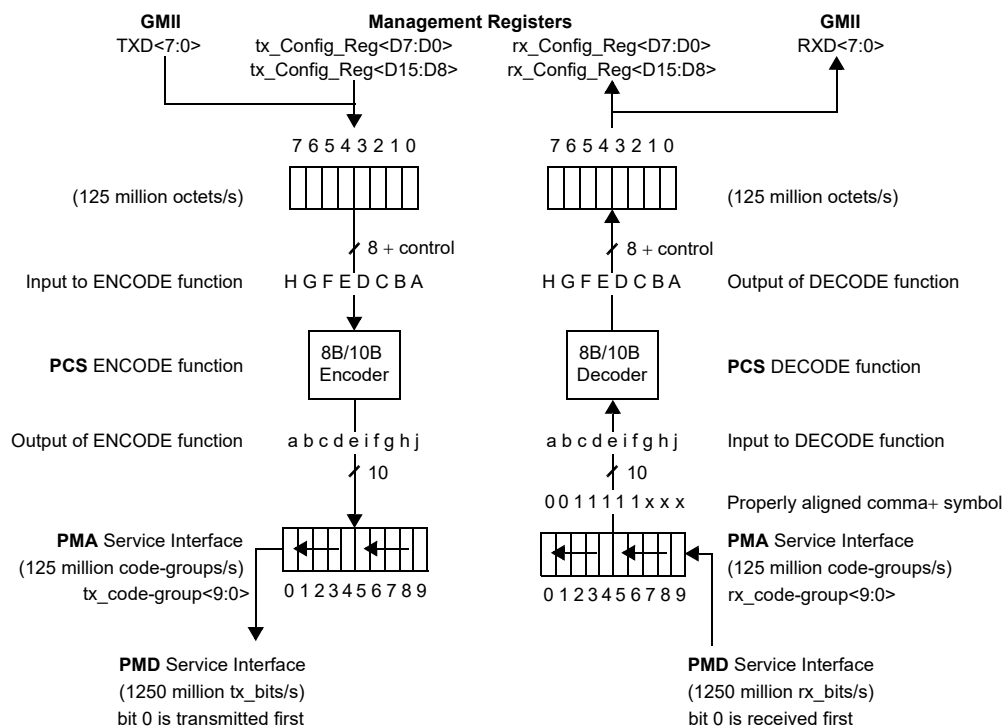 GMII
Management Registers
GMII
TXD<7:0>
tx_Config_Reg<D7:D0>
rx_Config_Reg<D7:D0>
RXD<7:0>
tx_Config_Reg<D15:D8>
rx_Config_Reg<D15:D8>
7 6 5 4 3 2 1 0
7 6 5 4 3 2 1 0
(125 million octets/s)
(125 million octets/s)
8 + control
8 + control
Input to ENCODE function
H G F E D C B A
H G F E D C B A
Output of DECODE function
PCS ENCODE function
8B/10B
Encoder
8B/10B
Decoder
PCS DECODE function
Output of ENCODE function
a b c d e i f g h j
a b c d e i f g h j
Input to DECODE function
10
10
0 0 1 1 1 1 1 x x x
Properly aligned comma+ symbol
PMA Service Interface
(125 million code-groups/s)
tx_code-group<9:0>
0 1 2 3 4 5 6 7 8 9
0 1 2 3 4 5 6 7 8 9
PMA Service Interface
(125 million code-groups/s)
rx_code-group<9:0>
PMD Service Interface
(1250 million tx_bits/s)
bit 0 is transmitted first
PMD Service Interface
(1250 million rx_bits/s)
bit 0 is received first